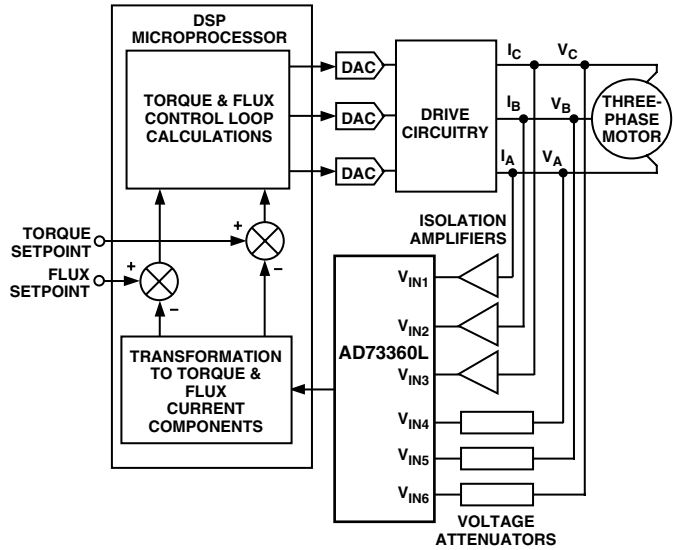 DSP
MICROPROCESSOR
TORQUE & FLUX
CONTROL LOOP
CALCULATIONS
DAC
DAC
DAC
DRIVE
CIRCUITRY
I_C
V_C
I_B
V_B
I_A
V_A
THREE-
PHASE
MOTOR
TORQUE
SETPOINT
+
–
FLUX
SETPOINT
+
–
TRANSFORMATION
TO TORQUE &
FLUX
CURRENT
COMPONENTS
ISOLATION
AMPLIFIERS
V_IN1
V_IN2
AD73360L
V_IN3
V_IN4
V_IN5
V_IN6
VOLTAGE
ATTENUATORS